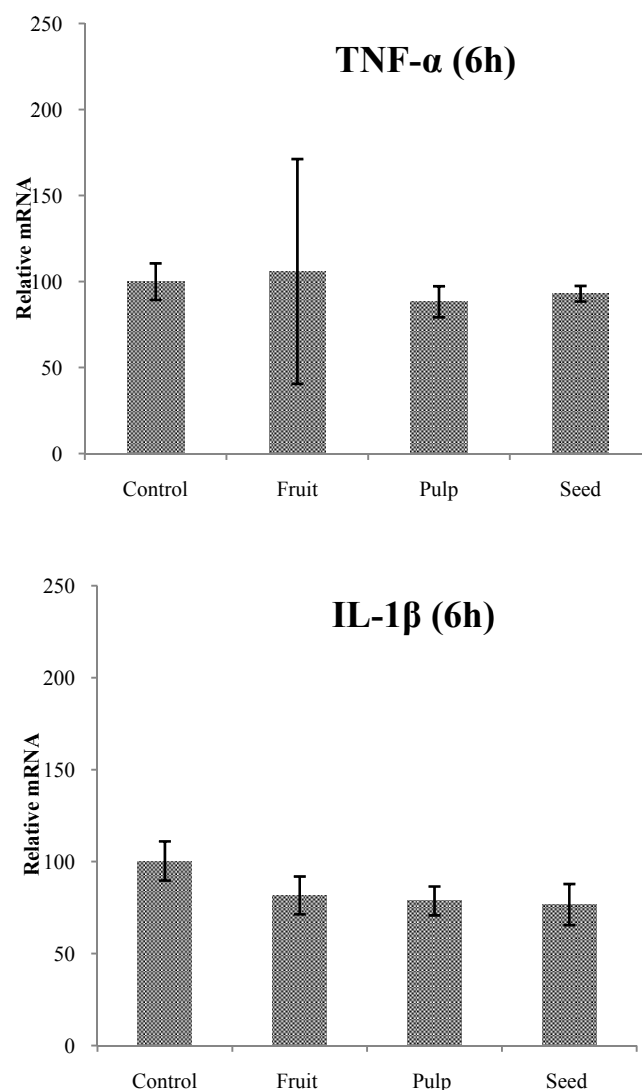 250
TNF-α (6h)
200
150
Relative mRNA
100
50
0
Control Fruit Pulp Seed
250
IL-1β (6h)
200
150
Relative mRNA
100
50
0
Control Fruit Pulp Seed